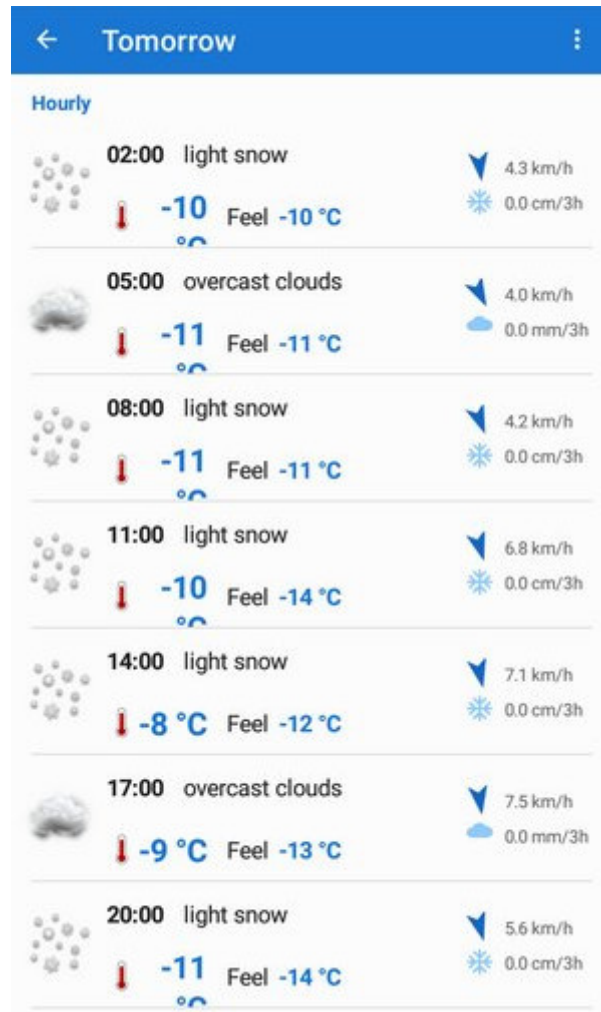 Tomorrow
Hourly
02:00 light snow
4.3 km/h
-10 °C Feel -10 °C
0.0 cm/3h
05:00 overcast clouds
4.0 km/h
-11 °C Feel -11 °C
0.0 mm/3h
08:00 light snow
4.2 km/h
-11 °C Feel -11 °C
0.0 cm/3h
11:00 light snow
6.8 km/h
-10 °C Feel -14 °C
0.0 cm/3h
14:00 light snow
7.1 km/h
-8 °C Feel -12 °C
0.0 cm/3h
17:00 overcast clouds
7.5 km/h
-9 °C Feel -13 °C
0.0 mm/3h
20:00 light snow
5.6 km/h
-11 °C Feel -14 °C
0.0 cm/3h